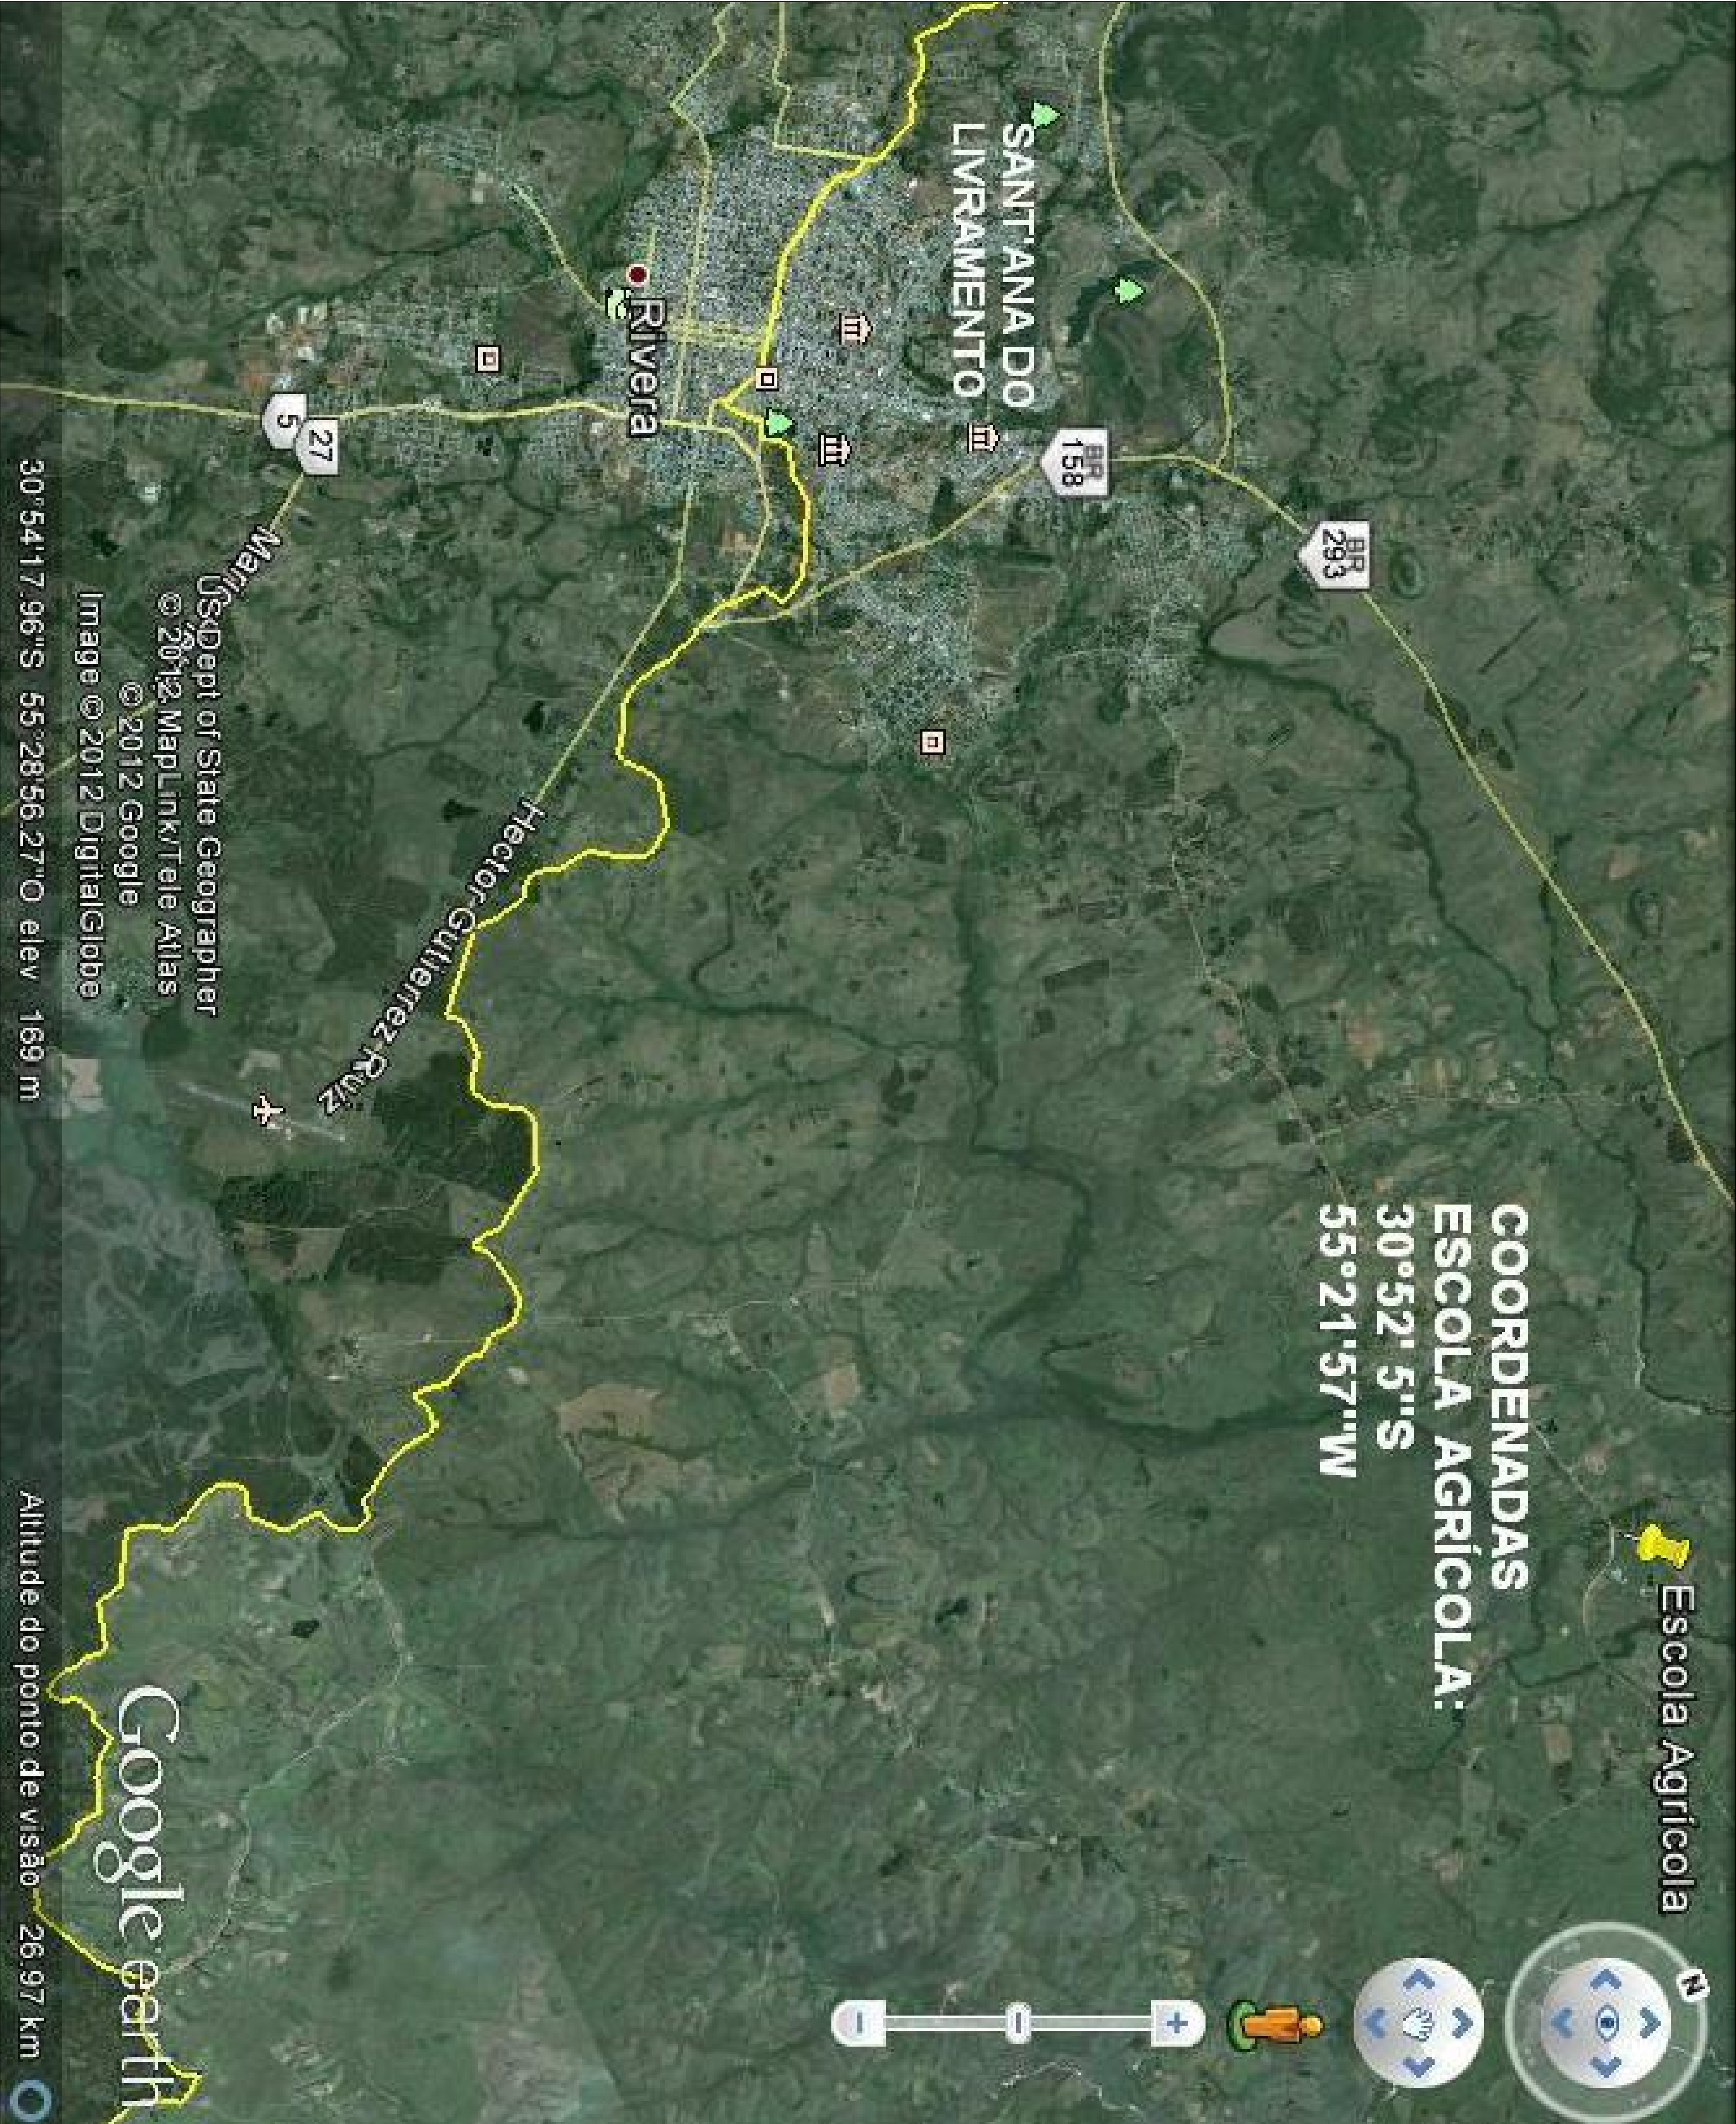 Escola Agrícola
N
COORDENADAS
ESCOLA AGRÍCOLA:
30°52' 5''S
55°21'57''W
BR
293
BR
158
SANT'ANA DO
LIVRAMENTO
Rivera
Hector Gutierrez Ruiz
27
5
US Dept of State Geographer
© 2012 MapLink/Tele Atlas
© 2012 Google
Image © 2012 DigitalGlobe
Google earth
30°54'17.96"S 55°28'56.27"O elev 169 m
Altitude do ponto de visão 26.97 km